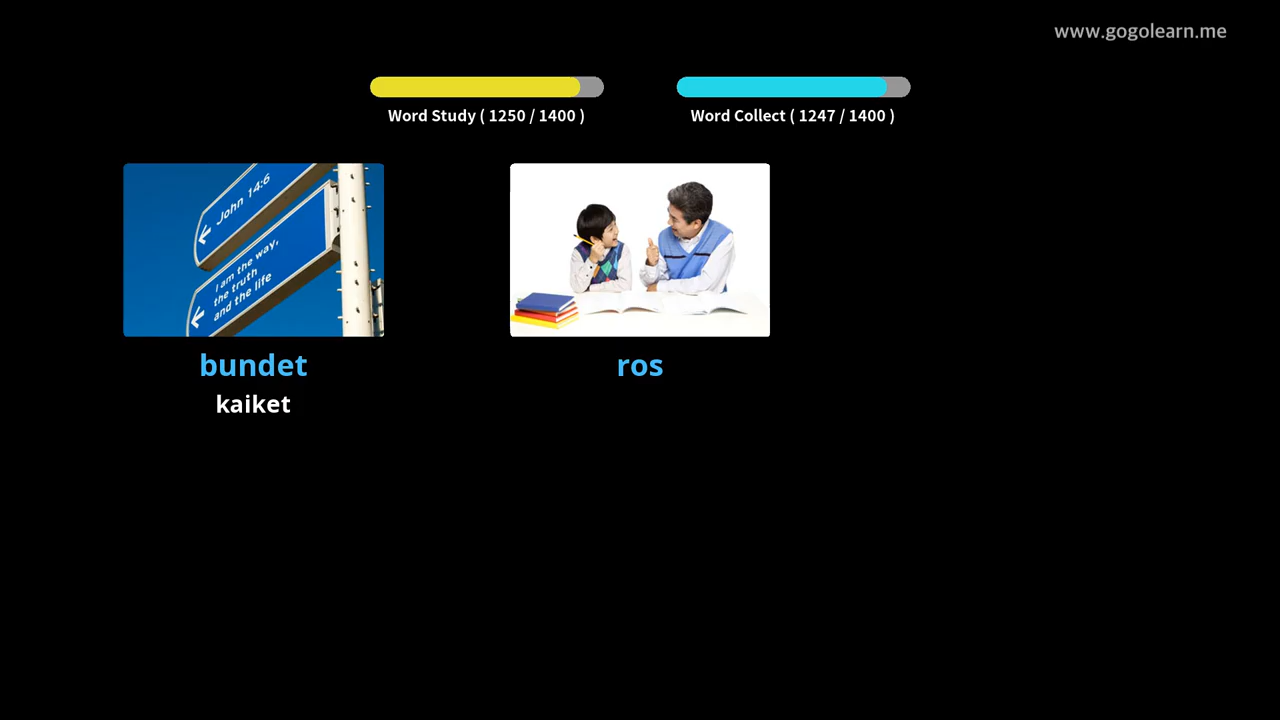 www.gogolearn.me
Word Study ( 1250 / 1400 )
Word Collect ( 1247 / 1400 )
John 14:6
I am the way,
the truth
and the life
bundet
ros
kaiket